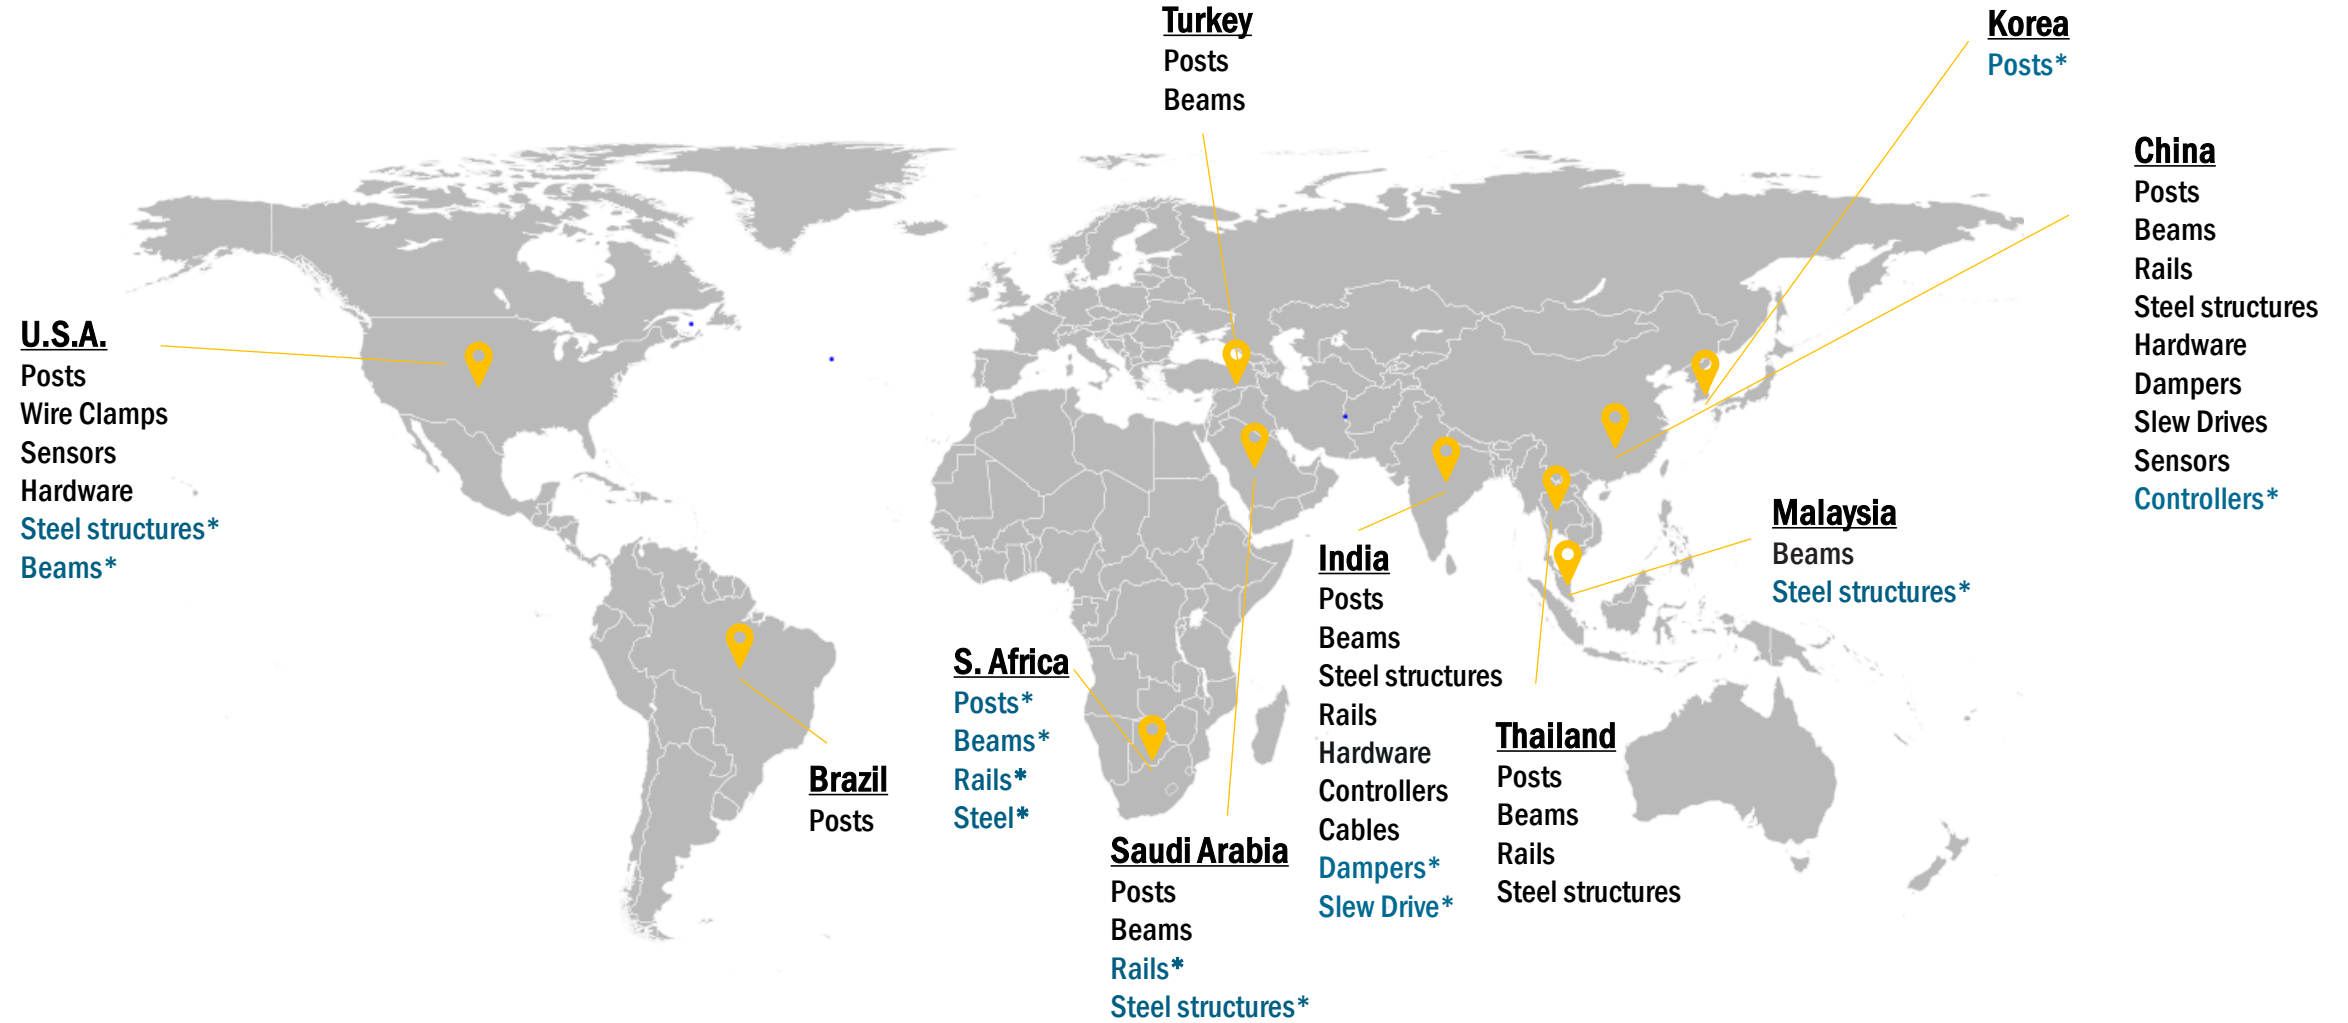 Turkey
Posts
Beams
Korea
Posts*
China
Posts
Beams
Rails
Steel structures
Hardware
Dampers
Slew Drives
Sensors
Controllers*
U.S.A.
Posts
Wire Clamps
Sensors
Hardware
Steel structures*
Beams*
Malaysia
Beams
Steel structures*
India
Posts
Beams
Steel structures
Rails
Hardware
Controllers
Cables
Dampers*
Slew Drive*
S. Africa
Posts*
Beams*
Rails*
Steel*
Thailand
Posts
Beams
Rails
Steel structures
Brazil
Posts
Saudi Arabia
Posts
Beams
Rails*
Steel structures*